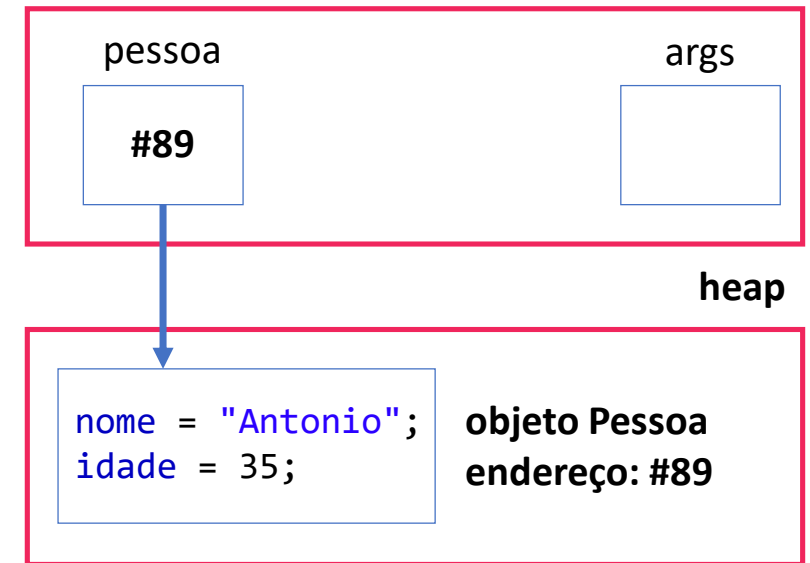 pessoa
args
#89
heap
nome = "Antonio";
idade = 35;
objeto Pessoa
endereço: #89